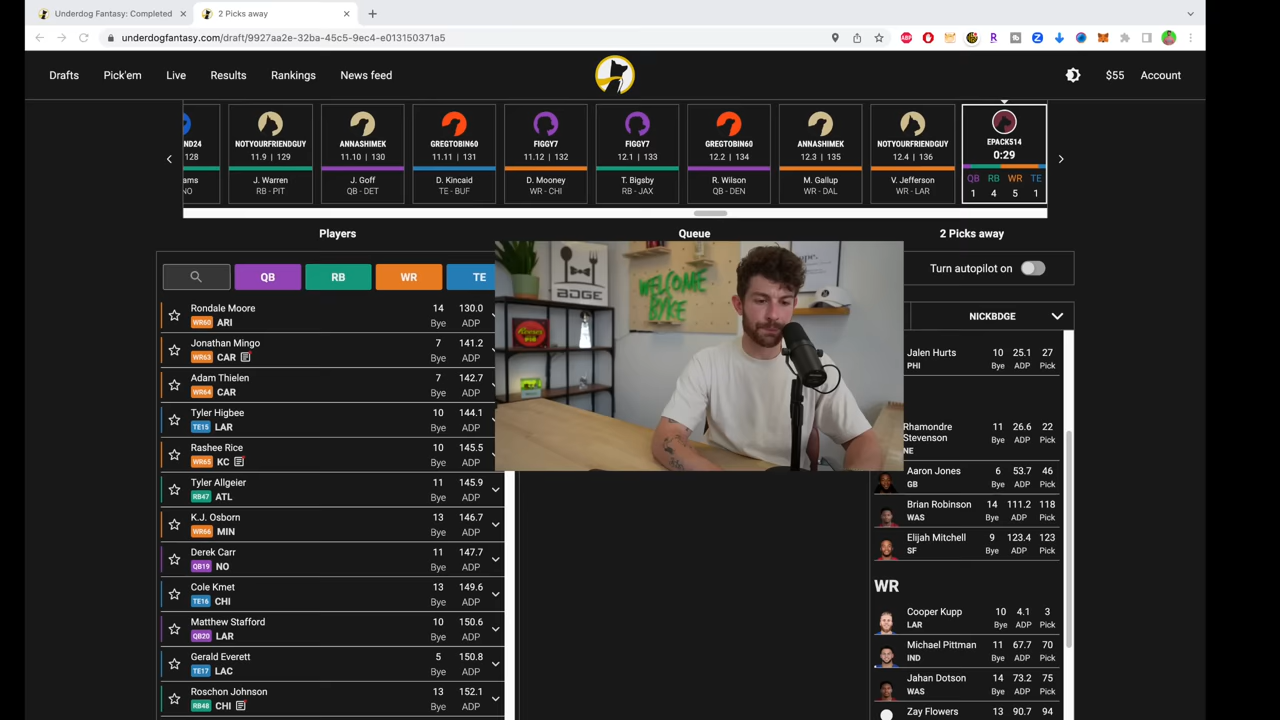 Underdog Fantasy: Completed
2 Picks away
underdogfantasy.com/draft/9927aa2e-32ba-45c5-9ec4-e013150371a5
Drafts Pick'em Live Results Rankings News feed $55 Account
ND24 NOTYOURFRIENDGUY ANNASHIMEK GREGTOBIN60 FIGGY7 FIGGY7 GREGTOBIN60 ANNASHIMEK NOTYOURFRIENDGUY EPACK514
128 11.9 | 129 11.10 | 130 11.11 | 131 11.12 | 132 12.1 | 133 12.2 | 134 12.3 | 135 12.4 | 136 0:29
ams J. Warren J. Goff D. Kincaid D. Mooney T. Bigsby R. Wilson M. Gallup V. Jefferson QB RB WR TE
NO RB - PIT QB - DET TE - BUF WR - CHI RB - JAX QB - DEN WR - DAL WR - LAR 1 4 5 1
Players Queue 2 Picks away
QB RB WR TE
Turn autopilot on
NICKBDGE
Rondale Moore 14 130.0
WR60 ARI Bye ADP
Jonathan Mingo 7 141.2
WR63 CAR Bye ADP
Adam Thielen 7 142.7
WR64 CAR Bye ADP
Tyler Higbee 10 144.1
TE15 LAR Bye ADP
Rashee Rice 10 145.5
WR65 KC Bye ADP
Tyler Allgeier 11 145.9
RB47 ATL Bye ADP
K.J. Osborn 13 146.7
WR66 MIN Bye ADP
Derek Carr 11 147.7
QB19 NO Bye ADP
Cole Kmet 13 149.6
TE16 CHI Bye ADP
Matthew Stafford 10 150.6
QB20 LAR Bye ADP
Gerald Everett 5 150.8
TE17 LAC Bye ADP
Roschon Johnson 13 152.1
RB48 CHI Bye ADP
BDGE
WELCOME
BYKE
Jalen Hurts 10 25.1 27
PHI Bye ADP Pick
Rhamondre 11 26.6 22
Stevenson Bye ADP Pick
NE
Aaron Jones 6 53.7 46
GB Bye ADP Pick
Brian Robinson 14 111.2 118
WAS Bye ADP Pick
Elijah Mitchell 9 123.4 123
SF Bye ADP Pick
WR
Cooper Kupp 10 4.1 3
LAR Bye ADP Pick
Michael Pittman 11 67.7 70
IND Bye ADP Pick
Jahan Dotson 14 73.2 75
WAS Bye ADP Pick
Zay Flowers 13 90.7 94